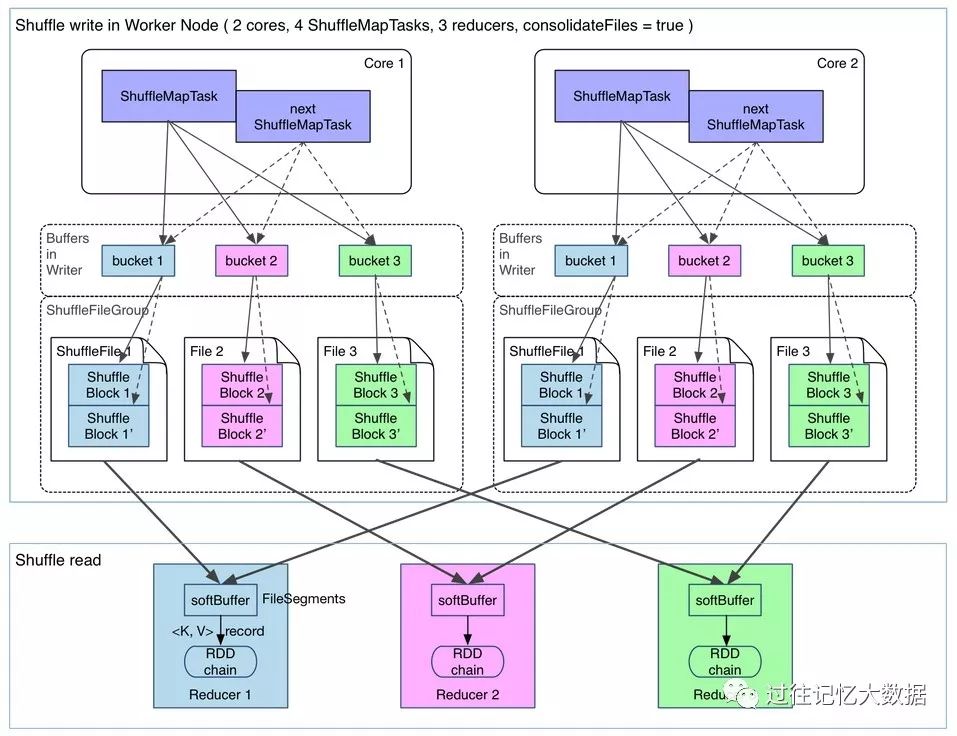 Shuffle write in Worker Node ( 2 cores, 4 ShuffleMapTasks, 3 reducers, consolidateFiles = true )
Core 1
ShuffleMapTask
next
ShuffleMapTask
Core 2
ShuffleMapTask
next
ShuffleMapTask
Buffers
in
Writer
bucket 1
bucket 2
bucket 3
Buffers
in
Writer
bucket 1
bucket 2
bucket 3
ShuffleFileGroup
ShuffleFile 1
Shuffle
Block 1
Shuffle
Block 1’
File 2
Shuffle
Block 2
Shuffle
Block 2’
File 3
Shuffle
Block 3
Shuffle
Block 3’
ShuffleFileGroup
ShuffleFile 1
Shuffle
Block 1
Shuffle
Block 1’
File 2
Shuffle
Block 2
Shuffle
Block 2’
File 3
Shuffle
Block 3
Shuffle
Block 3’
Shuffle read
softBuffer
FileSegments
<K, V> record
RDD
chain
Reducer 1
softBuffer
RDD
chain
Reducer 2
softBuffer
RDD
chain
过往记忆大数据